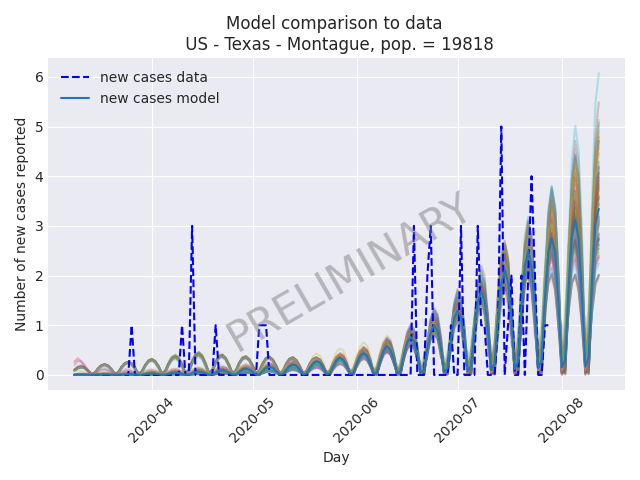 Model comparison to data
US - Texas - Montague, pop. = 19818
new cases data
new cases model
Number of new cases reported
6
5
4
3
2
1
0
PRELIMINARY
2020-04
2020-05
2020-06
2020-07
2020-08
Day